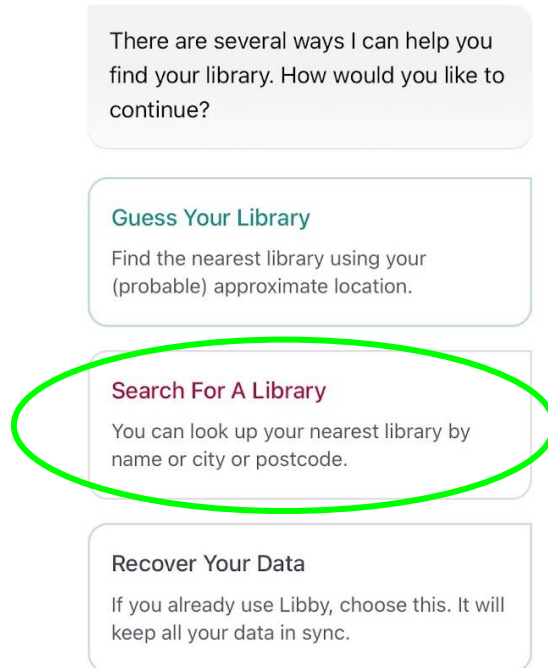 There are several ways I can help you
find your library. How would you like to
continue?
Guess Your Library
Find the nearest library using your
(probable) approximate location.
Search For A Library
You can look up your nearest library by
name or city or postcode.
Recover Your Data
If you already use Libby, choose this. It will
keep all your data in sync.